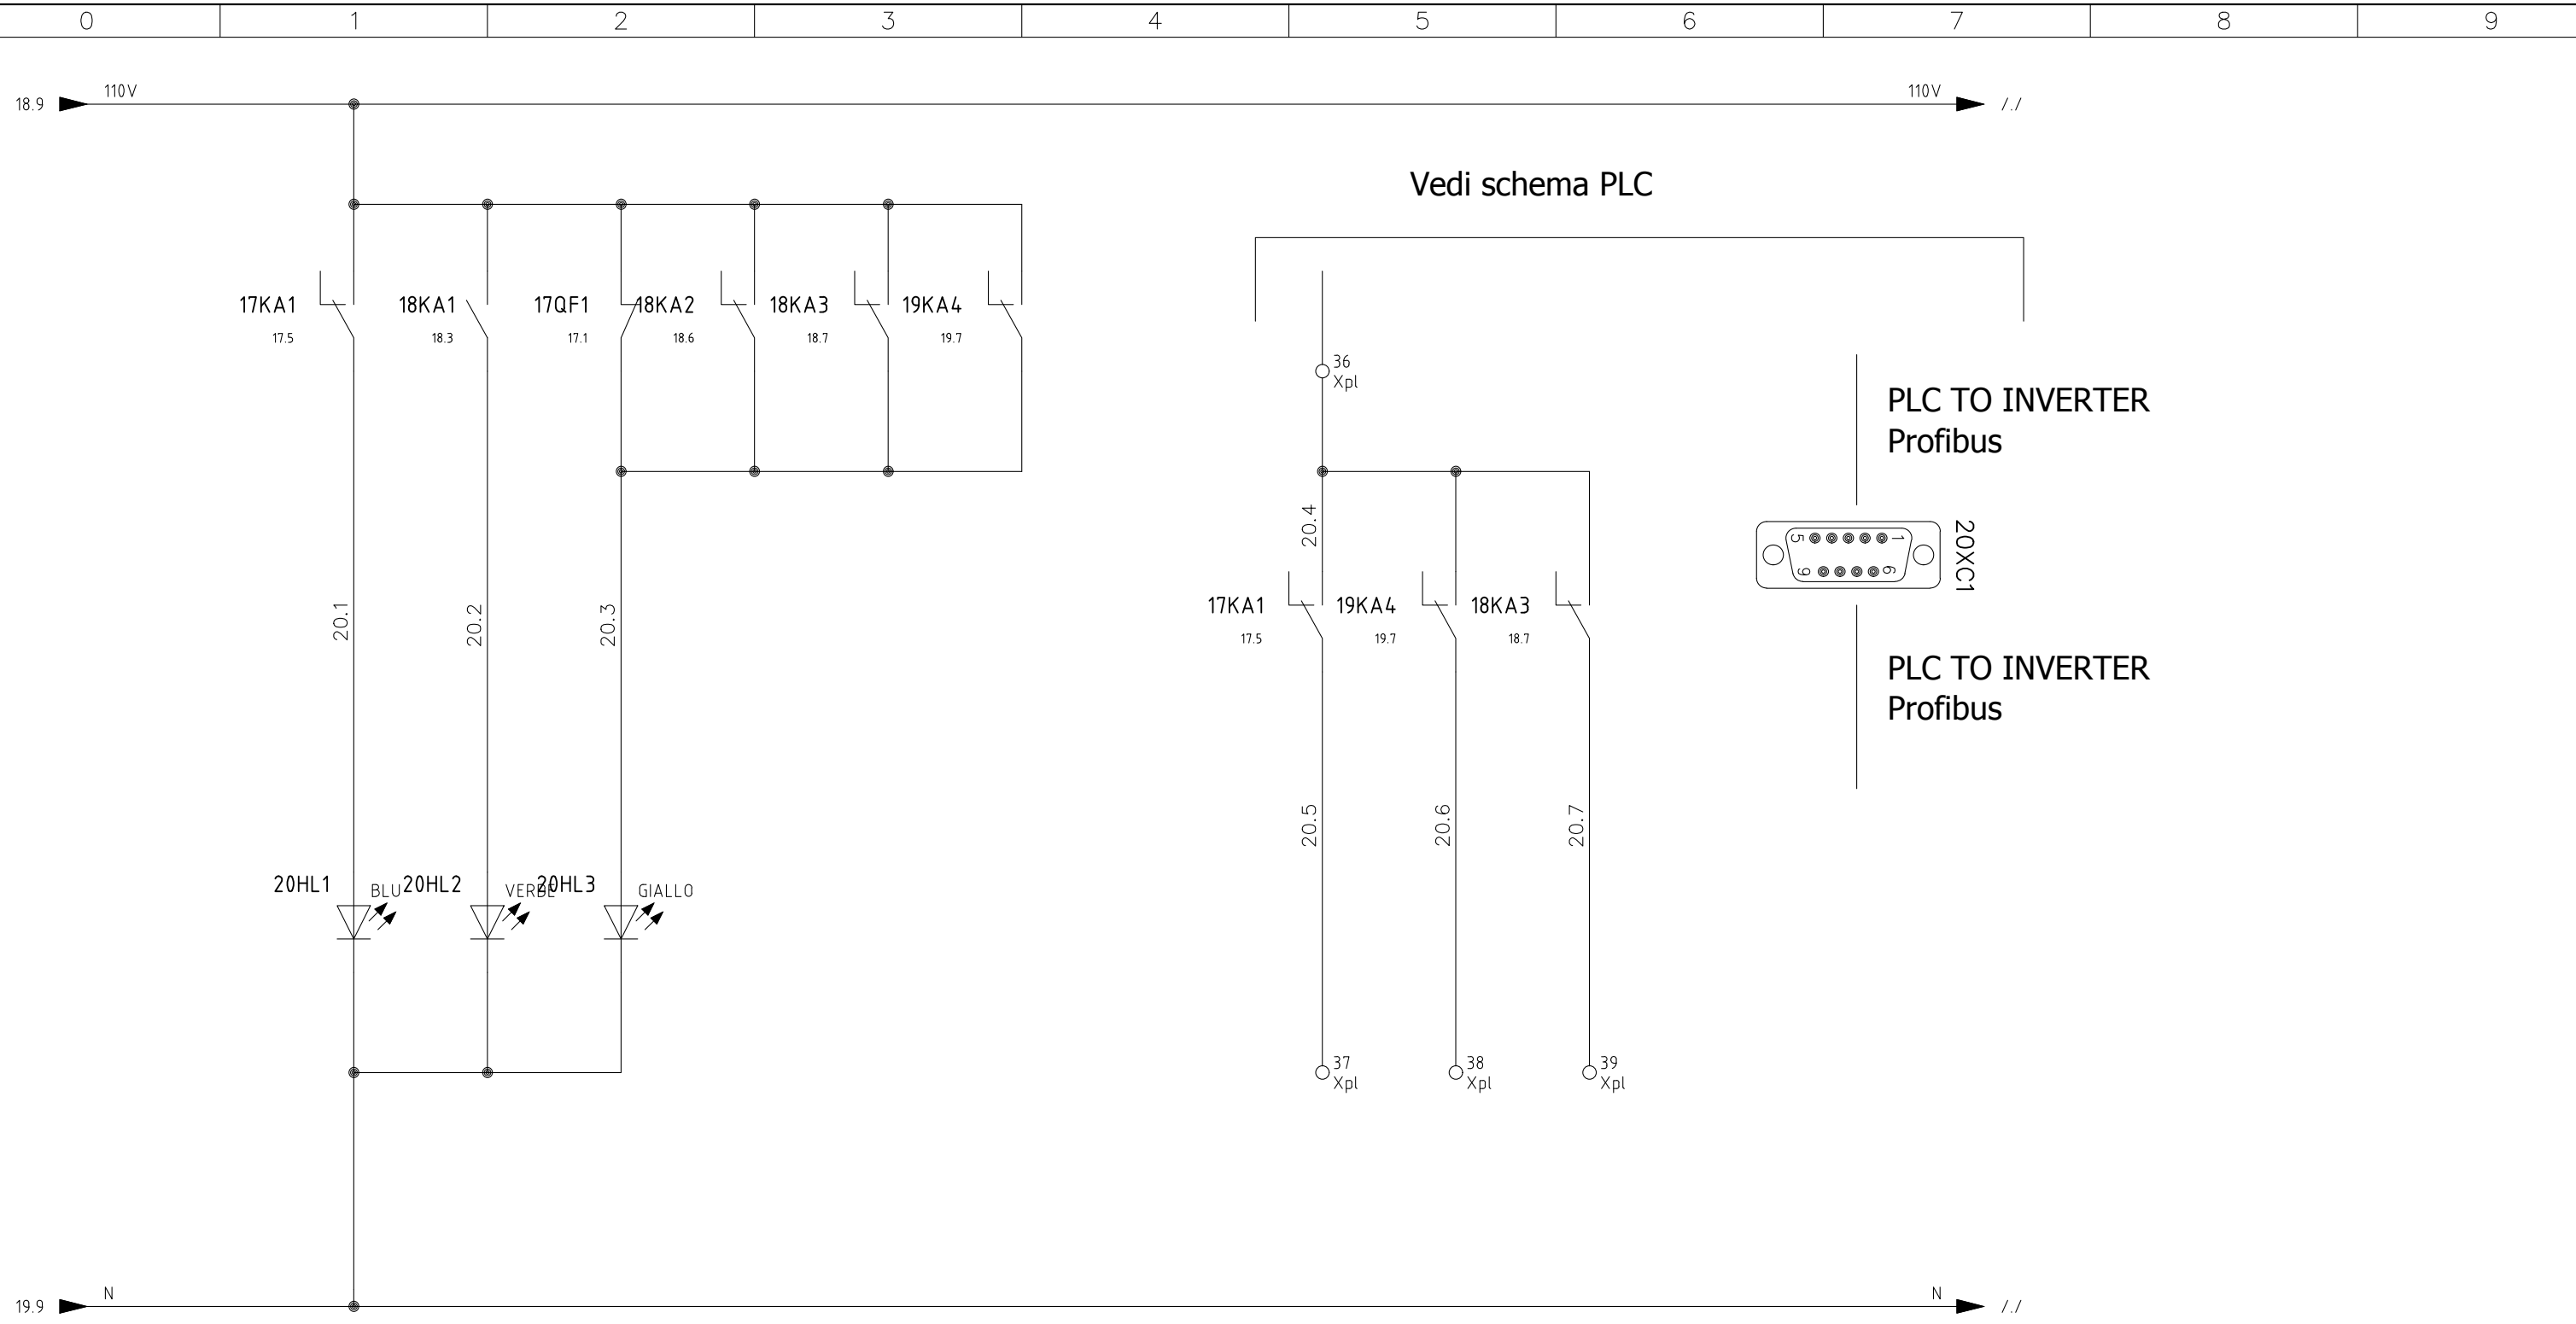 0 1 2 3 4 5 6 7 8 9
18.9 110V 110V /./
Vedi schema PLC
17KA1 18KA1 17QF1 18KA2 18KA3 19KA4
17.5 18.3 17.1 18.6 18.7 19.7
36
Xpl
PLC TO INVERTER
Profibus
20.4
5 1
9 6
20XC1
17KA1 19KA4 18KA3
17.5 19.7 18.7
20.1 20.2 20.3
PLC TO INVERTER
Profibus
20.5 20.6 20.7
20HL1 BLU 20HL2 VERDE 20HL3 GIALLO
37 38 39
Xpl Xpl Xpl
19.9 N N /./